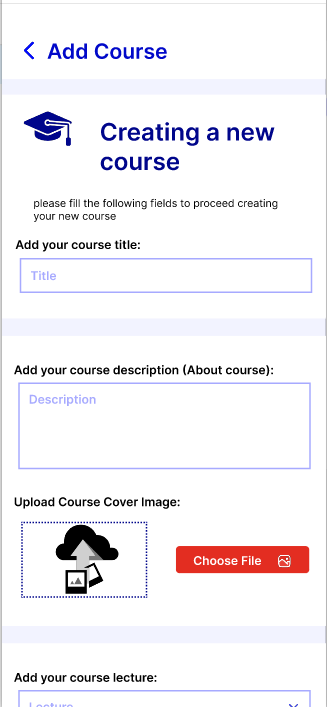 Add Course
Creating a new
course
please fill the following fields to proceed creating
your new course
Add your course title:
Title
Add your course description (About course):
Description
Upload Course Cover Image:
Choose File
Add your course lecture:
Lecture